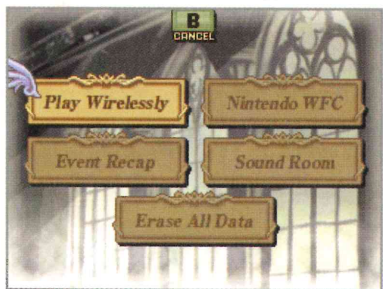 B
CANCEL
Play Wirelessly
Nintendo WFC
Event Recap
Sound Room
Erase All Data